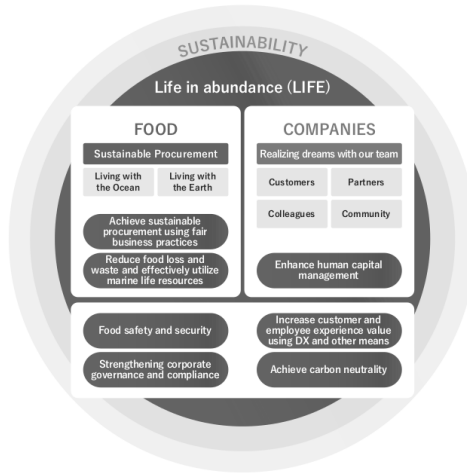 SUSTAINABILITY
Life in abundance (LIFE)
FOOD
Sustainable Procurement
Living with
the Ocean
Living with
the Earth
Achieve sustainable
procurement using fair
business practices
Reduce food loss and
waste and effectively utilize
marine life resources
COMPANIES
Realizing dreams with our team
Customers
Partners
Colleagues
Community
Enhance human capital
management
Food safety and security
Increase customer and
employee experience value
using DX and other means
Strengthening corporate
governance and compliance
Achieve carbon neutrality